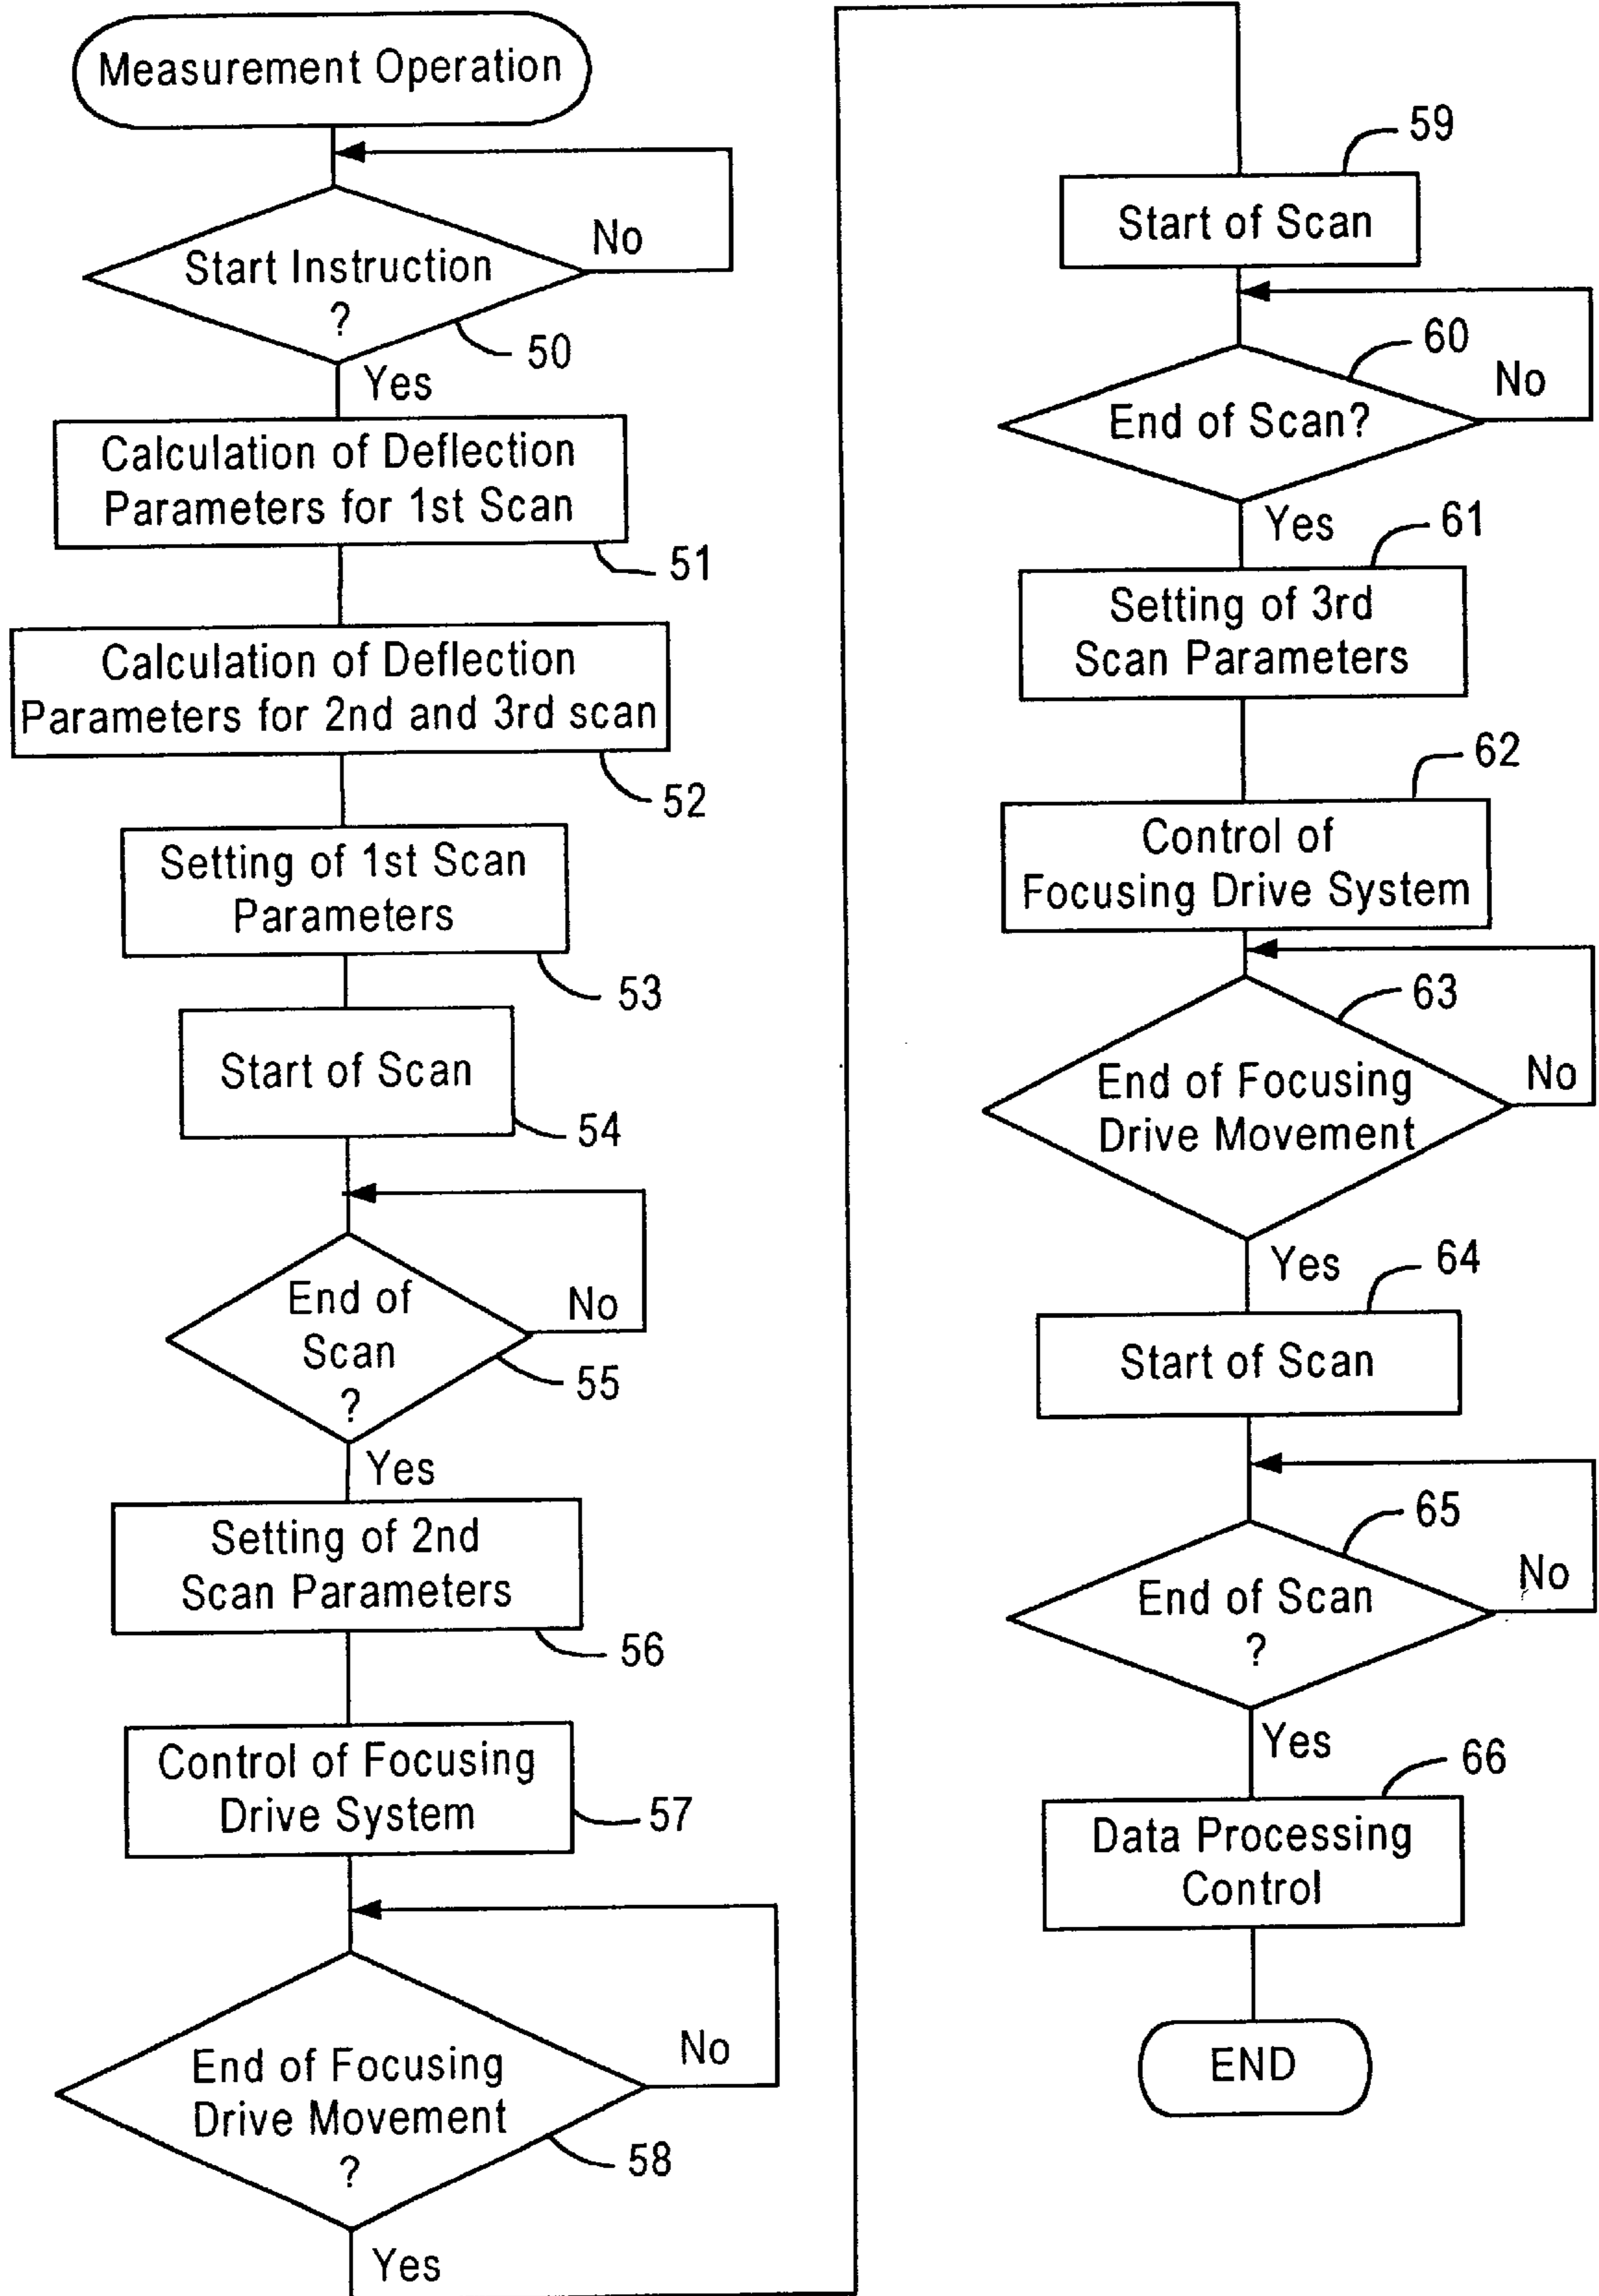 Measurement Operation
Start Instruction
?
No
50
Yes
Calculation of Deflection
Parameters for 1st Scan
51
Calculation of Deflection
Parameters for 2nd and 3rd scan
52
Setting of 1st Scan
Parameters
53
Start of Scan
54
End of
Scan
?
No
55
Yes
Setting of 2nd
Scan Parameters
56
Control of Focusing
Drive System
57
End of Focusing
Drive Movement
?
No
58
Yes
59
Start of Scan
60
End of Scan?
No
Yes
61
Setting of 3rd
Scan Parameters
62
Control of
Focusing Drive System
63
End of Focusing
Drive Movement
No
Yes
64
Start of Scan
65
End of Scan
?
No
Yes
66
Data Processing
Control
END